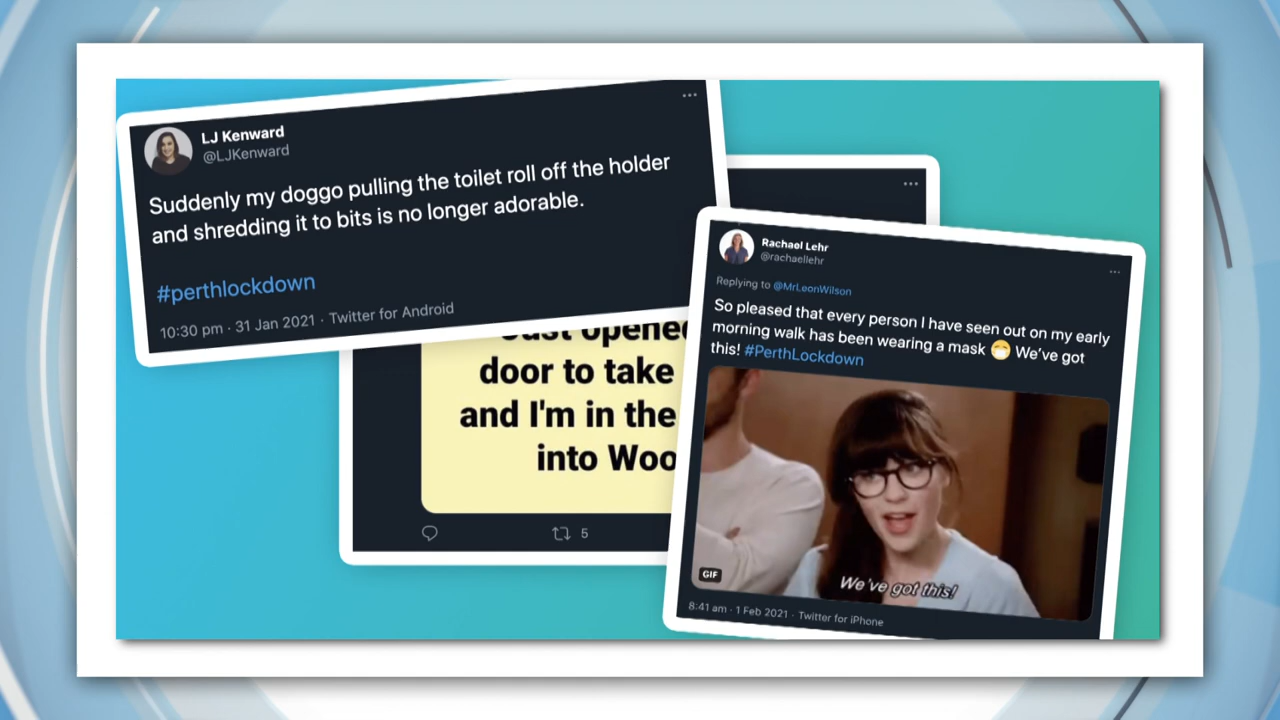 LJ Kenward
@LJKenward
Suddenly my doggo pulling the toilet roll off the holder
and shredding it to bits is no longer adorable.
#perthlockdown
10:30 pm · 31 Jan 2021 · Twitter for Android
Just opened
door to take
and I'm in the
into Woo
5
Rachael Lehr
@rachaellehr
Replying to @MrLeonWilson
So pleased that every person I have seen out on my early
morning walk has been wearing a mask 😷 We've got
this! #PerthLockdown
We've got this!
GIF
8:41 am · 1 Feb 2021 · Twitter for iPhone